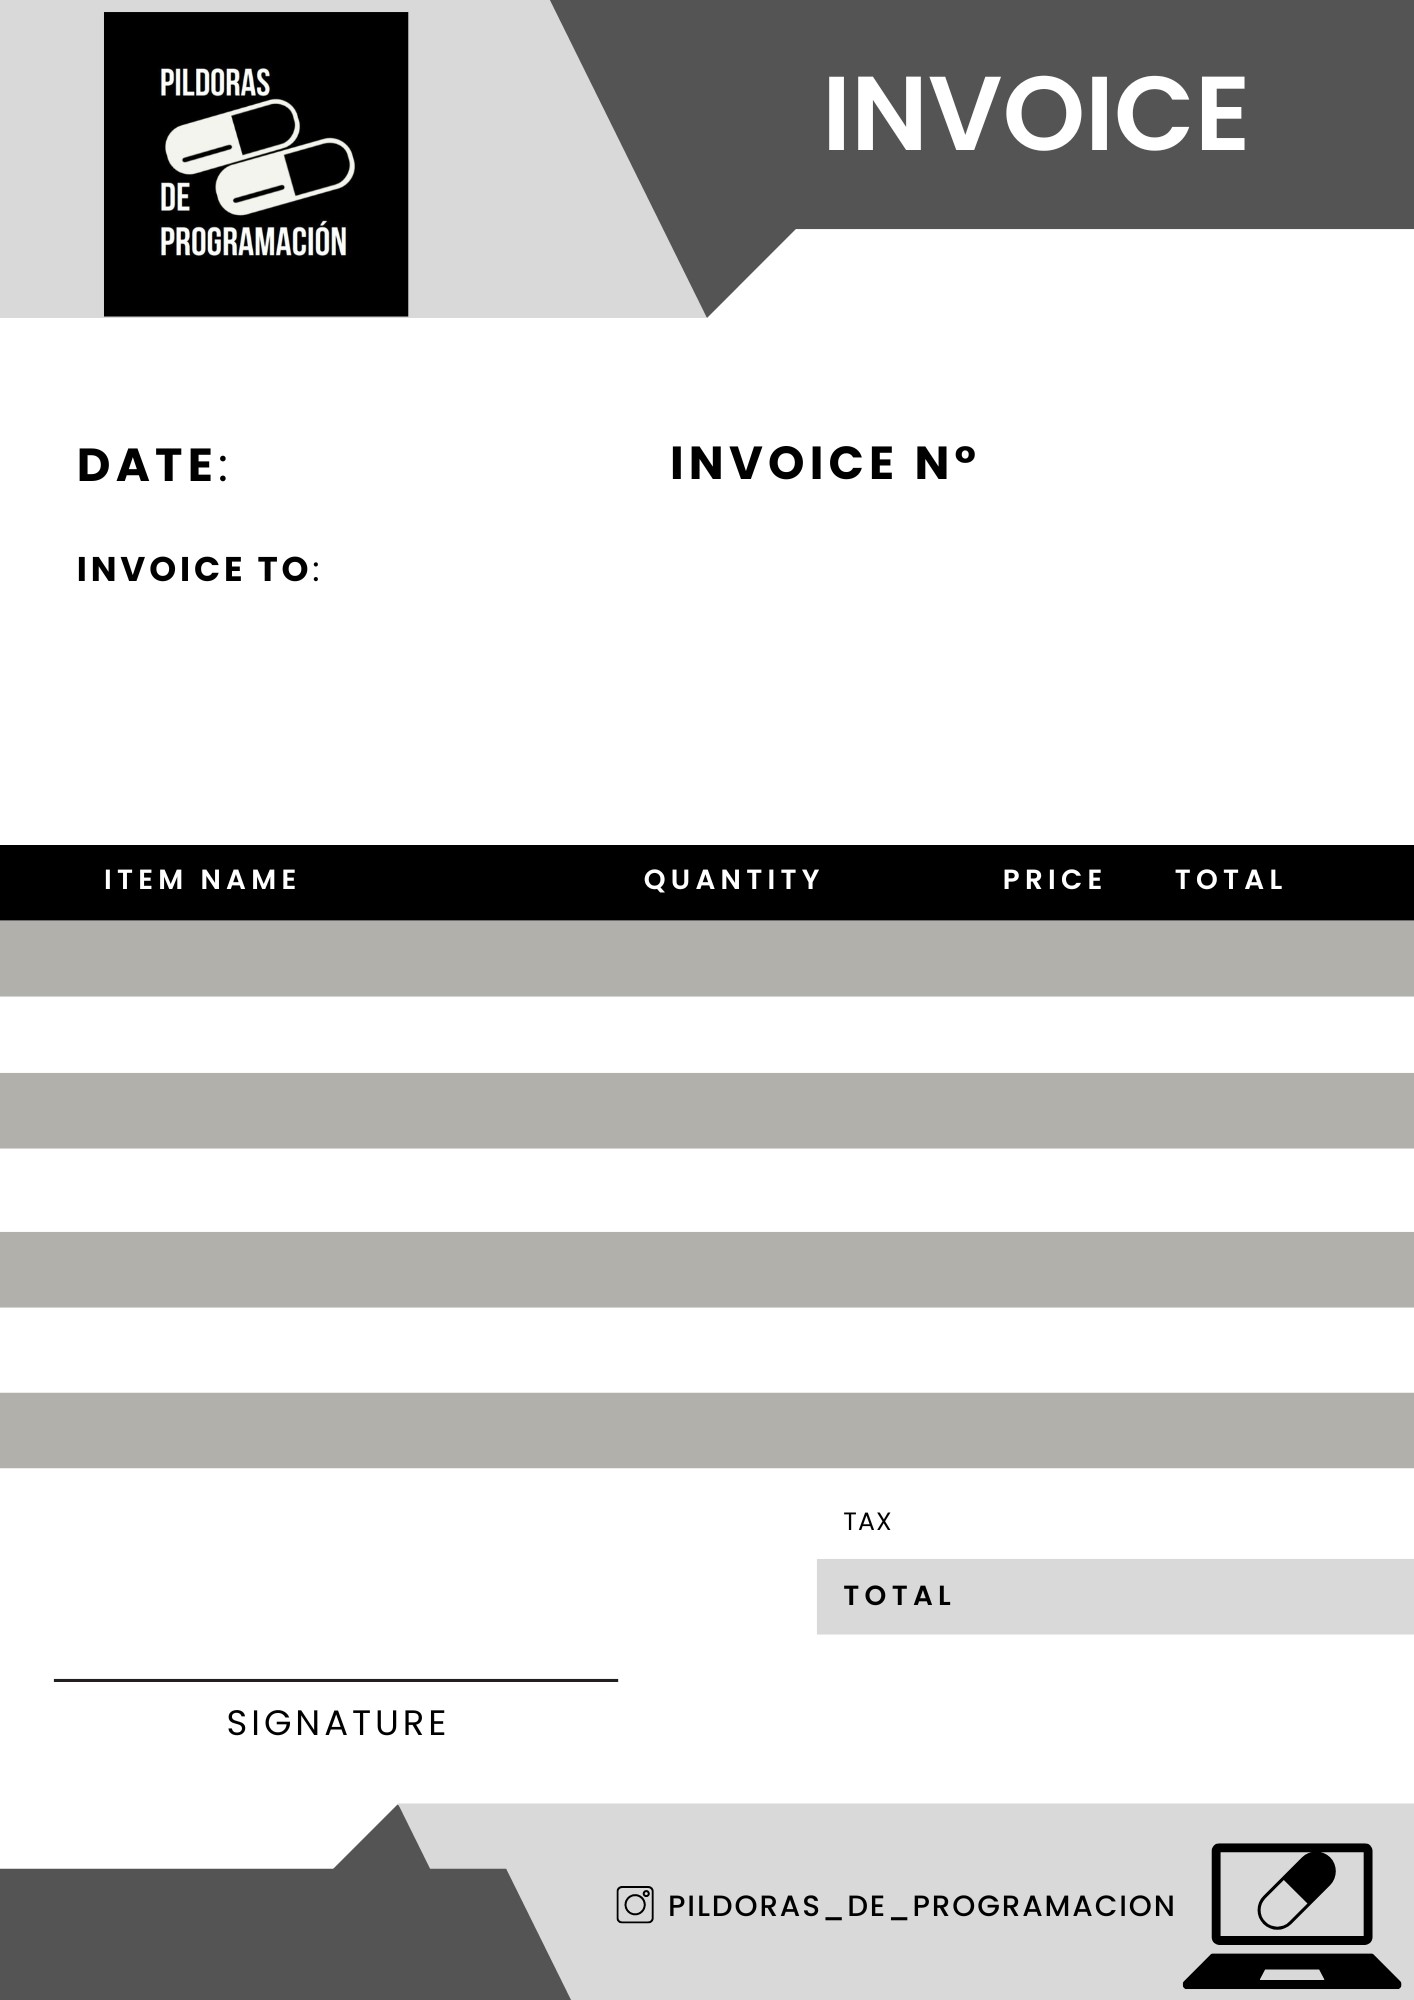 PILDORAS
DE
PROGRAMACIÓN
INVOICE
DATE:
INVOICE Nº
INVOICE TO:
ITEM NAME QUANTITY PRICE TOTAL
TAX
TOTAL
SIGNATURE
PILDORAS_DE_PROGRAMACION